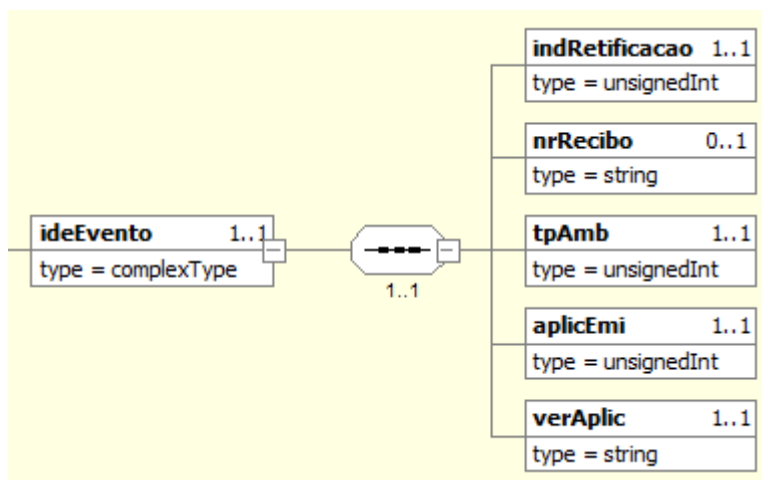 indRetificacao 1..1
type = unsignedInt
nrRecibo 0..1
type = string
ideEvento 1..1
type = complexType
1..1
tpAmb 1..1
type = unsignedInt
aplicEmi 1..1
type = unsignedInt
verAplic 1..1
type = string